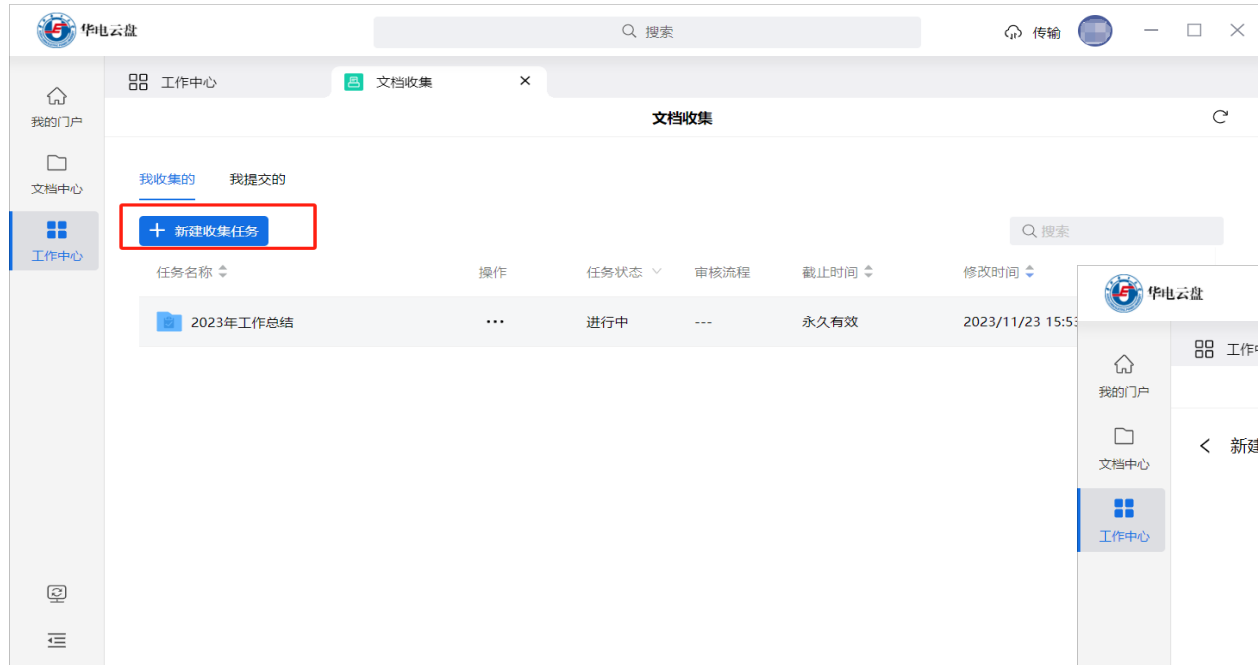 华电云盘
搜索
传输
工作中心
文档收集
文档收集
我的门户
文档中心
工作中心
我收集的 我提交的
新建收集任务
搜索
任务名称 操作 任务状态 审核流程 截止时间 修改时间
2023年工作总结 ... 进行中 --- 永久有效 2023/11/23 15:53
华电云盘
工作
我的门户
新建
文档中心
工作中心